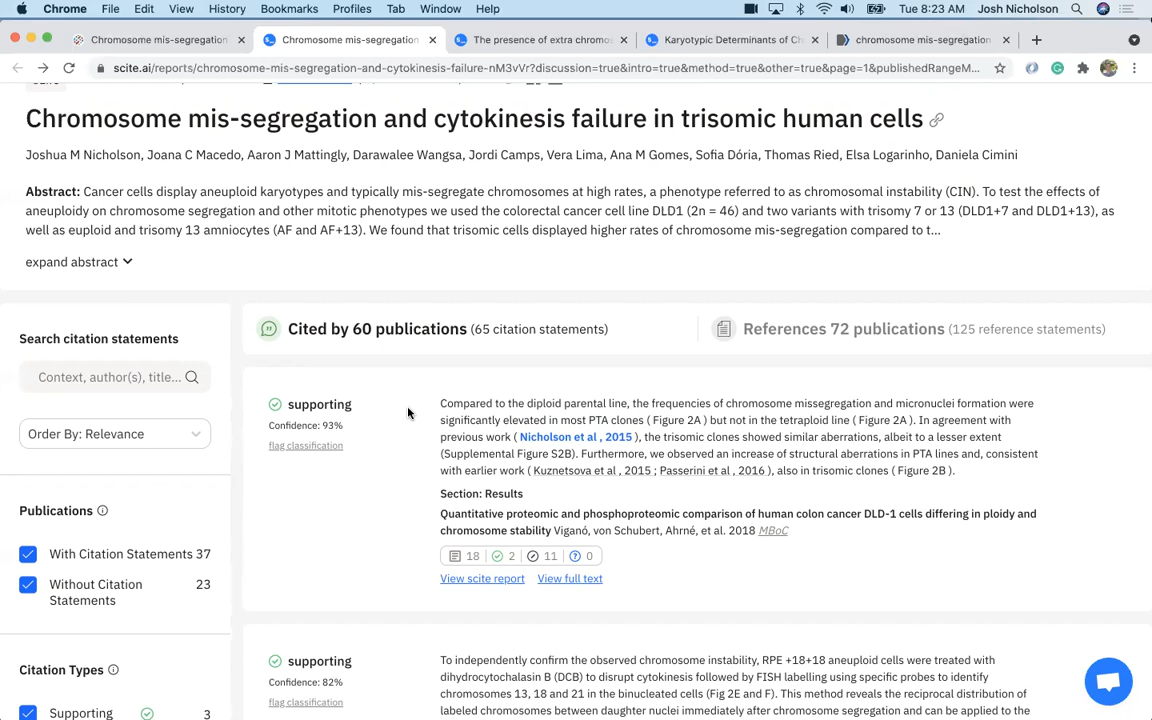 Chrome File Edit View History Bookmarks Profiles Tab Window Help Tue 8:23 AM Josh Nicholson
Chromosome mis-segregation Chromosome mis-segregation The presence of extra chromo Karyotypic Determinants of Ch chromosome mis-segregation
scite.ai/reports/chromosome-mis-segregation-and-cytokinesis-failure-nM3vVr?discussion=true&intro=true&method=true&other=true&page=1&publishedRangeM...
Chromosome mis-segregation and cytokinesis failure in trisomic human cells
Joshua M Nicholson, Joana C Macedo, Aaron J Mattingly, Darawalee Wangsa, Jordi Camps, Vera Lima, Ana M Gomes, Sofia Dória, Thomas Ried, Elsa Logarinho, Daniela Cimini
Abstract: Cancer cells display aneuploid karyotypes and typically mis-segregate chromosomes at high rates, a phenotype referred to as chromosomal instability (CIN). To test the effects of
aneuploidy on chromosome segregation and other mitotic phenotypes we used the colorectal cancer cell line DLD1 (2n = 46) and two variants with trisomy 7 or 13 (DLD1+7 and DLD1+13), as
well as euploid and trisomy 13 amniocytes (AF and AF+13). We found that trisomic cells displayed higher rates of chromosome mis-segregation compared to t...
expand abstract
Search citation statements
Context, author(s), title...
Order By: Relevance
Publications
With Citation Statements 37
Without Citation 23
Statements
Citation Types
Supporting 3
Cited by 60 publications (65 citation statements)
References 72 publications (125 reference statements)
supporting
Confidence: 93%
flag classification
Compared to the diploid parental line, the frequencies of chromosome missegregation and micronuclei formation were
significantly elevated in most PTA clones ( Figure 2A ) but not in the tetraploid line ( Figure 2A ). In agreement with
previous work ( Nicholson et al , 2015 ), the trisomic clones showed similar aberrations, albeit to a lesser extent
(Supplemental Figure S2B). Furthermore, we observed an increase of structural aberrations in PTA lines and, consistent
with earlier work ( Kuznetsova et al , 2015 ; Passerini et al , 2016 ), also in trisomic clones ( Figure 2B ).
Section: Results
Quantitative proteomic and phosphoproteomic comparison of human colon cancer DLD-1 cells differing in ploidy and
chromosome stability Viganó, von Schubert, Ahrné, et al. 2018 MBoC
18 2 11 0
View scite report View full text
supporting
Confidence: 82%
flag classification
To independently confirm the observed chromosome instability, RPE +18+18 aneuploid cells were treated with
dihydrocytochalasin B (DCB) to disrupt cytokinesis followed by FISH labelling using specific probes to identify
chromosomes 13, 18 and 21 in the binucleated cells (Fig 2E and F). This method reveals the reciprocal distribution of
labeled chromosomes between daughter nuclei immediately after chromosome segregation and can be applied to the